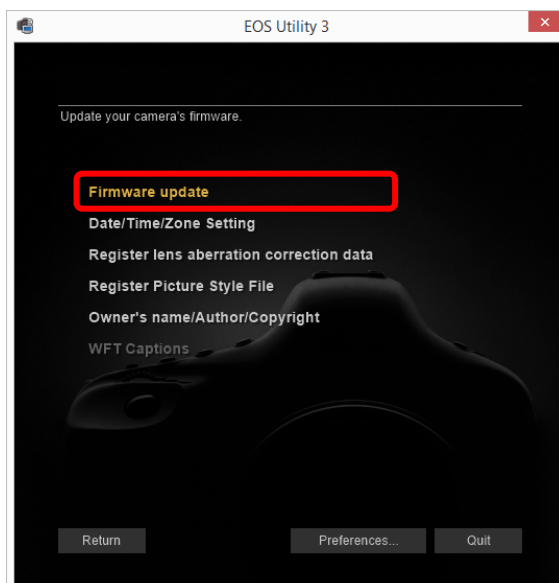 EOS Utility 3
Update your camera's firmware.
Firmware update
Date/Time/Zone Setting
Register lens aberration correction data
Register Picture Style File
Owner's name/Author/Copyright
WFT Captions
Return
Preferences...
Quit